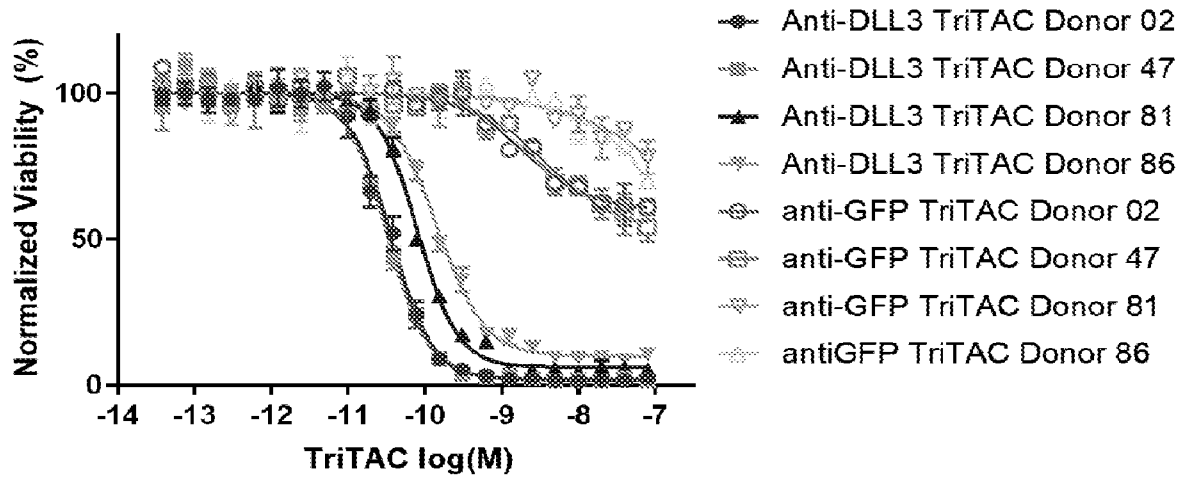 Normalized Viability (%)
100
50
0
-14 -13 -12 -11 -10 -9 -8 -7
TriTAC log(M)
Anti-DLL3 TriTAC Donor 02
Anti-DLL3 TriTAC Donor 47
Anti-DLL3 TriTAC Donor 81
Anti-DLL3 TriTAC Donor 86
anti-GFP TriTAC Donor 02
anti-GFP TriTAC Donor 47
anti-GFP TriTAC Donor 81
antiGFP TriTAC Donor 86